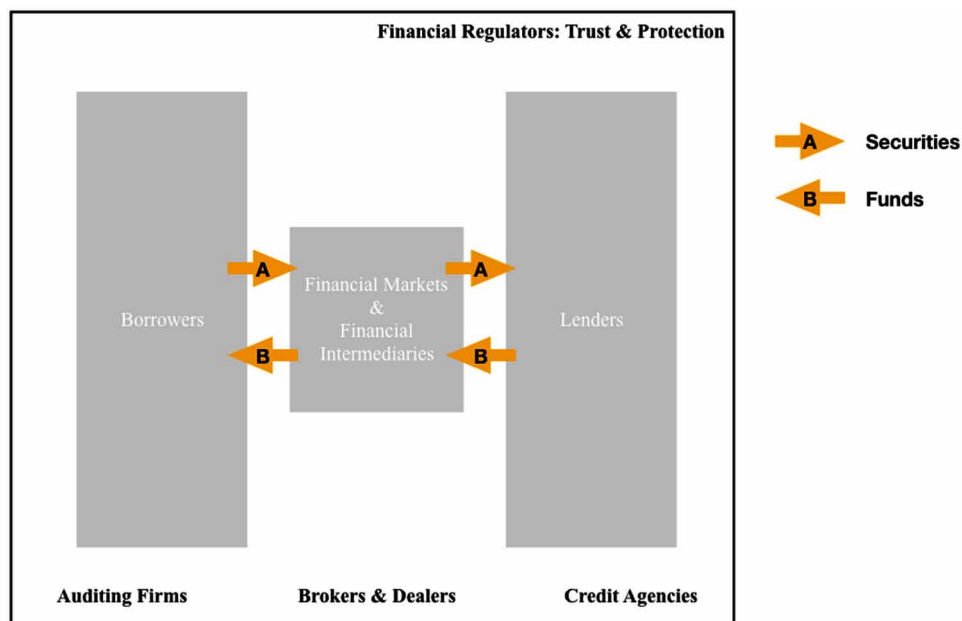 Financial Regulators: Trust & Protection
A
Securities
B
Funds
A
A
Financial Markets
&
Financial
Intermediaries
Borrowers
Lenders
B
B
Auditing Firms
Brokers & Dealers
Credit Agencies